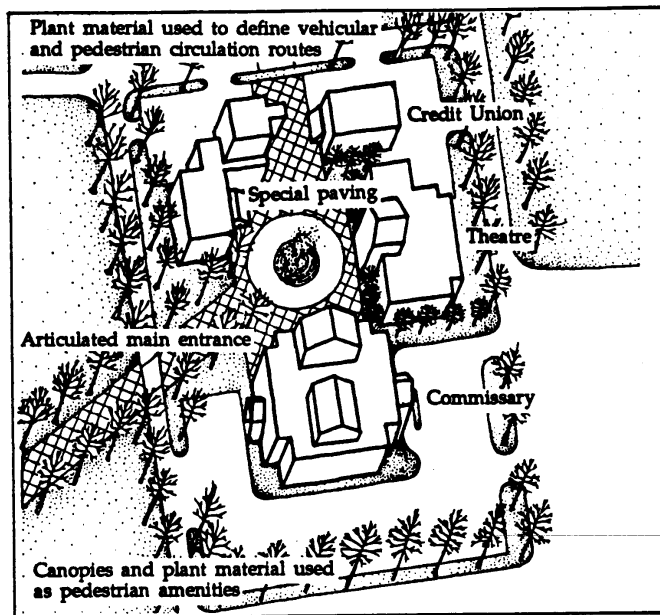 Plant material used to define vehicular
and pedestrian circulation routes
Credit Union
Special paving
Theatre
Articulated main entrance
Commissary
Canopies and plant material used
as pedestrian amenities